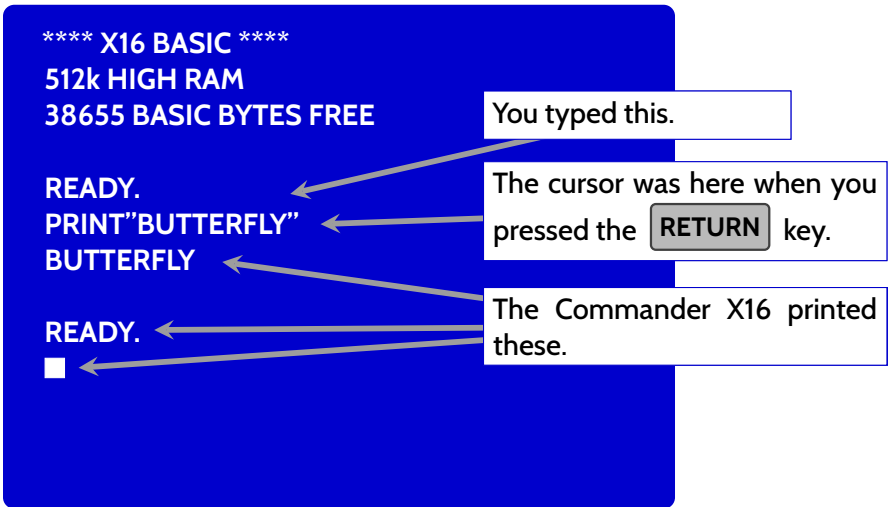 **** X16 BASIC ****
512k HIGH RAM
38655 BASIC BYTES FREE
You typed this.
READY.
The cursor was here when you
PRINT”BUTTERFLY”
pressed the RETURN key.
BUTTERFLY
The Commander X16 printed
these.
READY.